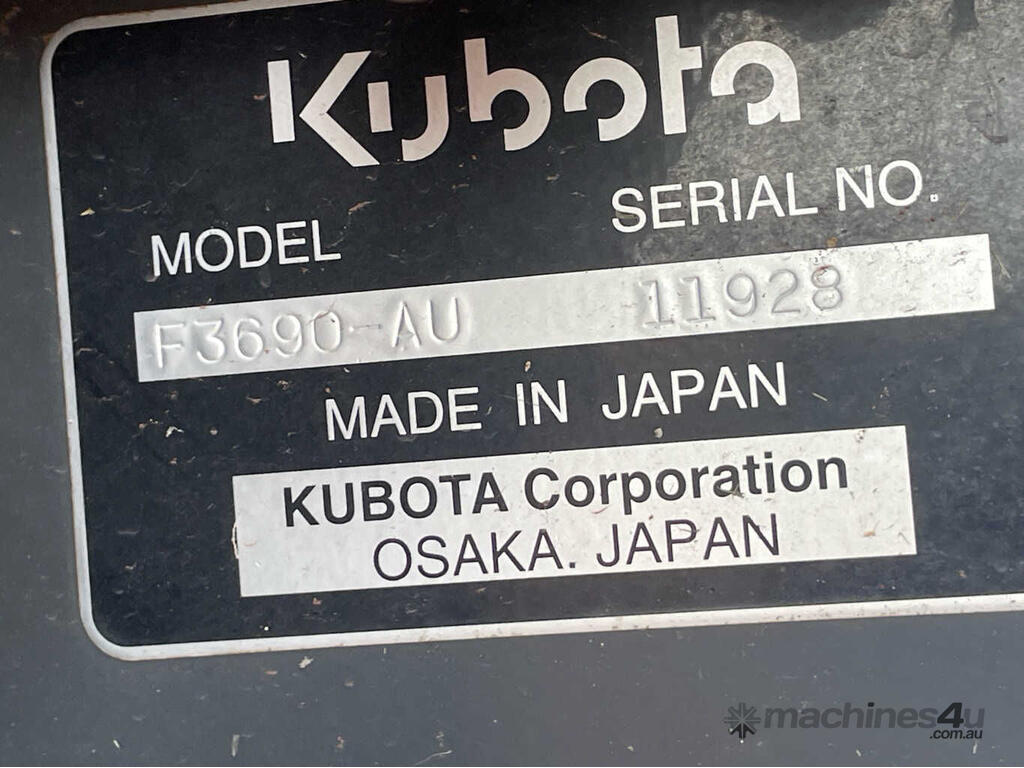 Kubota
MODEL SERIAL NO.
F3690-AU 11928
MADE IN JAPAN
KUBOTA Corporation
OSAKA. JAPAN
machines4u
.com.au